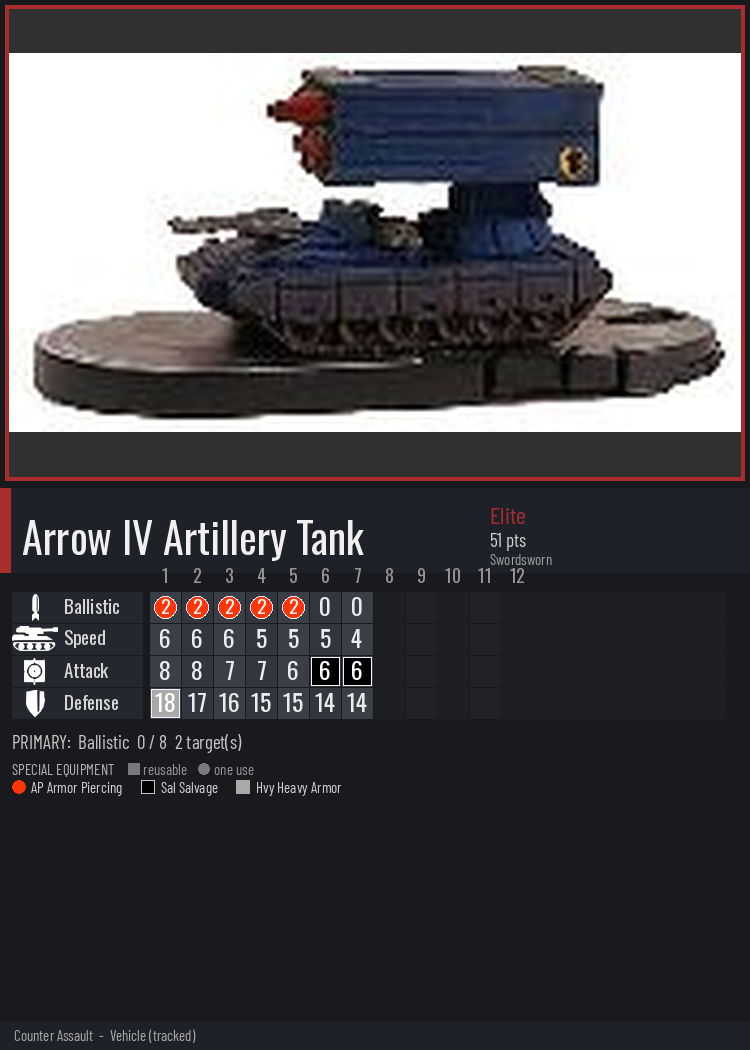 Arrow IV Artillery Tank
Elite
51 pts
Swordsworn
1 2 3 4 5 6 7 8 9 10 11 12
Ballistic 2 2 2 2 2 0 0
Speed 6 6 6 5 5 5 4
Attack 8 8 7 7 6 6 6
Defense 18 17 16 15 15 14 14
PRIMARY: Ballistic 0 / 8 2 target(s)
SPECIAL EQUIPMENT reusable one use
AP Armor Piercing Sal Salvage Hvy Heavy Armor
Counter Assault - Vehicle (tracked)